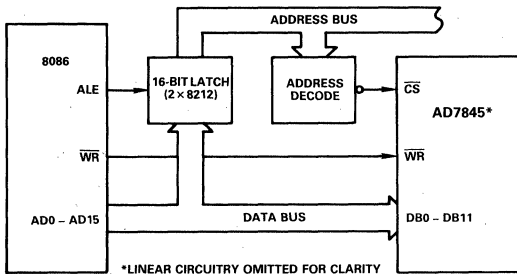 ADDRESS BUS
8086
ALE
16-BIT LATCH
(2 × 8212)
ADDRESS
DECODE
CS
AD7845*
WR
WR
AD0 – AD15
DATA BUS
DB0 – DB11
*LINEAR CIRCUITRY OMITTED FOR CLARITY